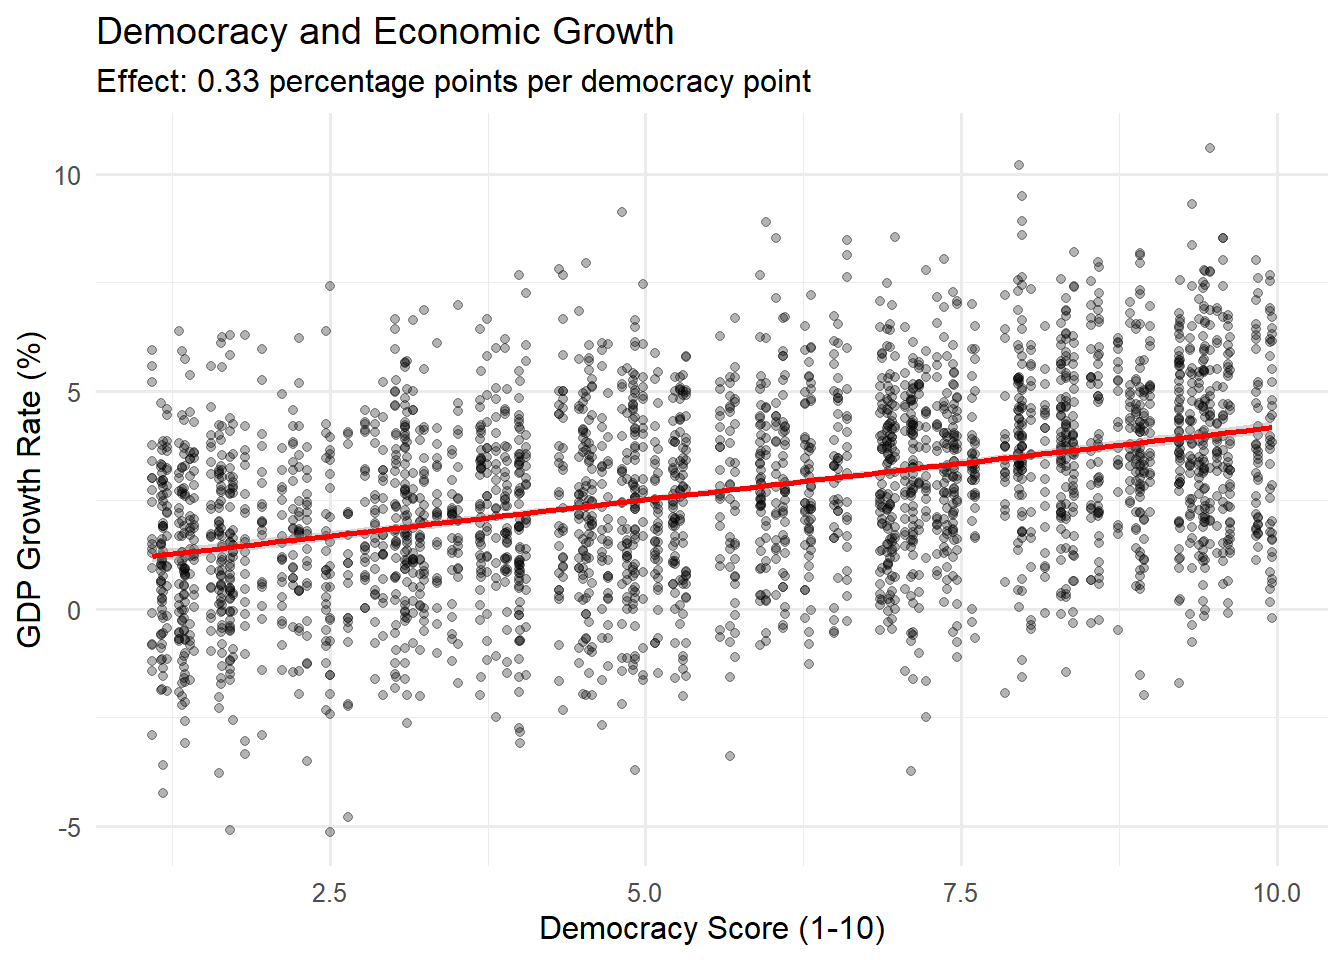 Democracy and Economic Growth
Effect: 0.33 percentage points per democracy point
GDP Growth Rate (%)
10
5
0
-5
2.5 5.0 7.5 10.0
Democracy Score (1-10)